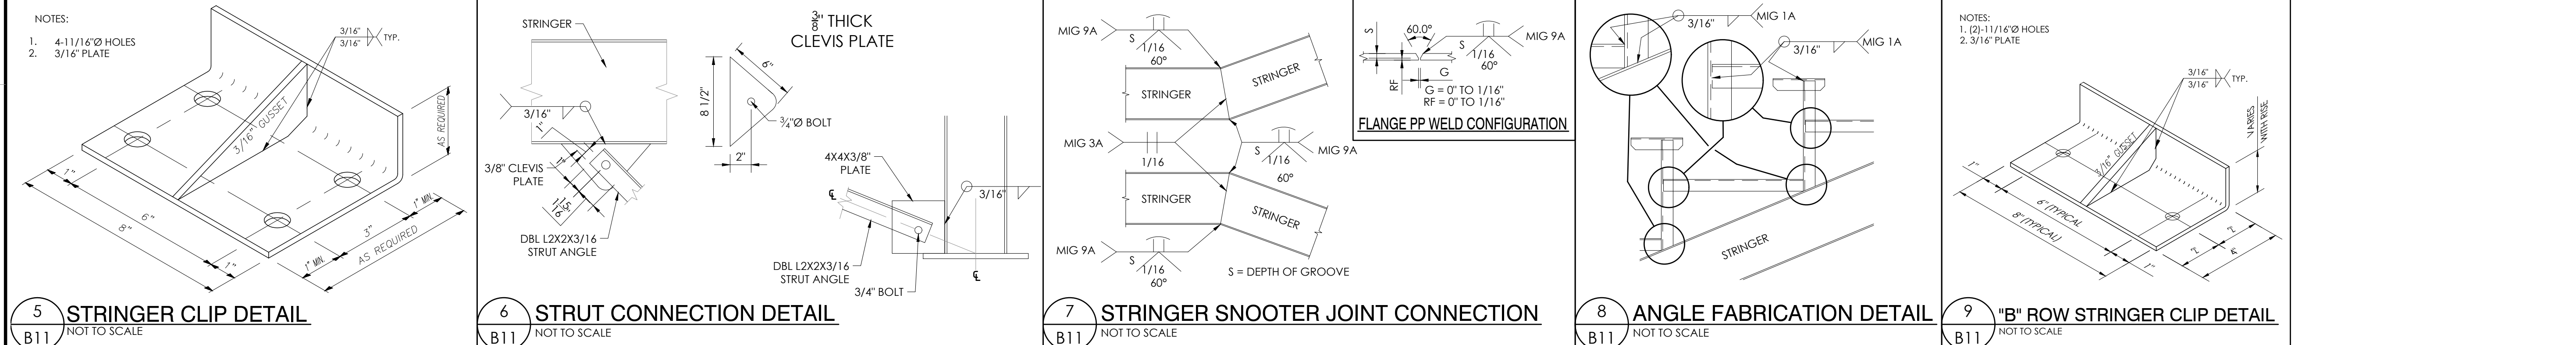 NOTES:
1. 4-11/16"Ø HOLES
2. 3/16" PLATE
3/16"
3/16"
TYP.
3/16" GUSSET
AS REQUIRED
1"
6"
8"
1"
1" MIN.
3"
1" MIN.
AS REQUIRED
5
B11
STRINGER CLIP DETAIL
NOT TO SCALE
STRINGER
3/8" THICK
CLEVIS PLATE
8 1/2"
6"
2"
3/4"Ø BOLT
3/16"
1"
3/8" CLEVIS
PLATE
DBL L2X2X3/16
STRUT ANGLE
4X4X3/8"
PLATE
3/16"
℄
DBL L2X2X3/16
STRUT ANGLE
3/4" BOLT
℄
6
B11
STRUT CONNECTION DETAIL
NOT TO SCALE
MIG 9A
S
1/16
60°
STRINGER
STRINGER
MIG 3A
1/16
S
1/16
60°
MIG 9A
STRINGER
STRINGER
MIG 9A
S
1/16
60°
S = DEPTH OF GROOVE
S
60.0°
S
1/16
60°
MIG 9A
RF
G
G = 0" TO 1/16"
RF = 0" TO 1/16"
FLANGE PP WELD CONFIGURATION
7
B11
STRINGER SNOOTER JOINT CONNECTION
NOT TO SCALE
3/16"
MIG 1A
3/16"
MIG 1A
STRINGER
8
B11
ANGLE FABRICATION DETAIL
NOT TO SCALE
NOTES:
1. (2)-11/16"Ø HOLES
2. 3/16" PLATE
3/16"
3/16"
TYP.
3/16" GUSSET
VARIES
WITH RISE
1"
6" (TYPICAL
8" (TYPICAL)
1"
2"
2"
4"
9
B11
"B" ROW STRINGER CLIP DETAIL
NOT TO SCALE